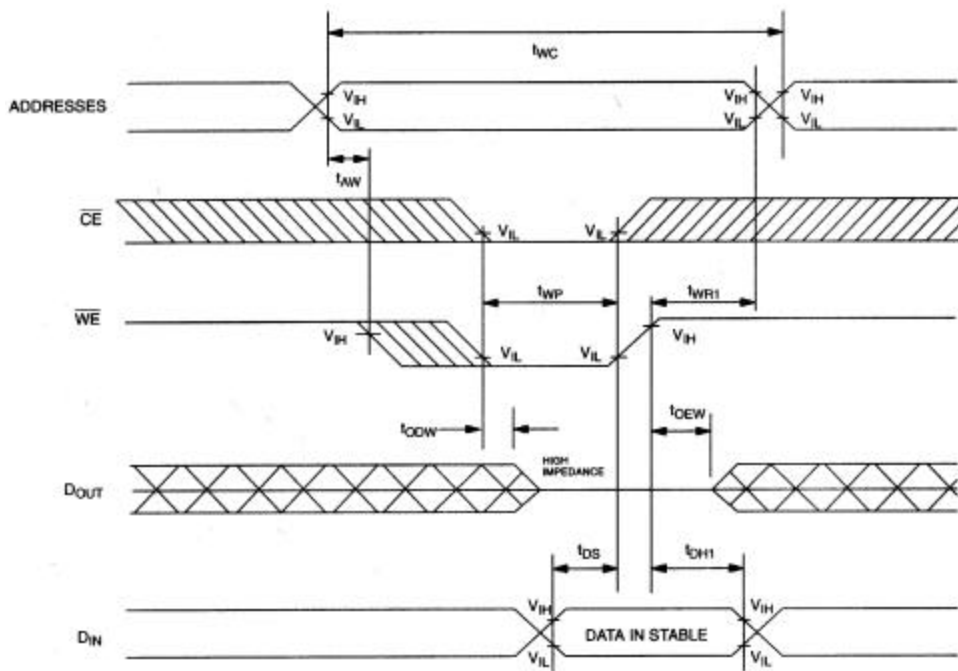 tWC
ADDRESSES
VIH
VIL
VIH
VIL
VIH
VIL
tAW
CE
VIL
VIL
tWP
tWR1
WE
VIH
VIL
VIL
VIH
tODW
tOEW
HIGH
IMPEDANCE
DOUT
tDS
tDH1
VIH
VIH
DIN
DATA IN STABLE
VIL
VIL